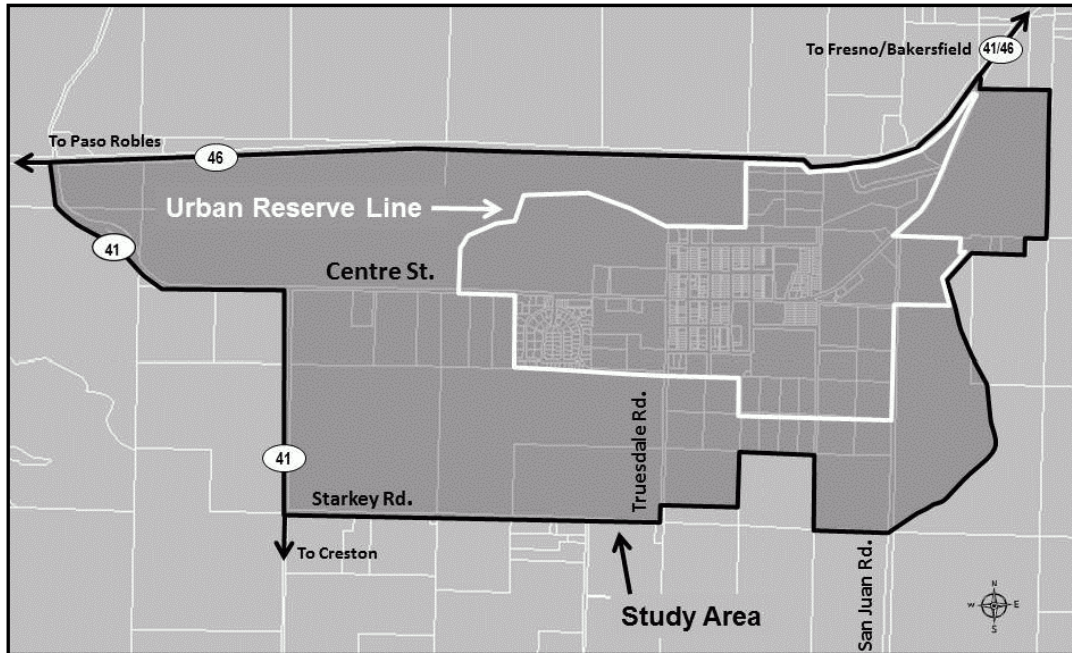 To Fresno/Bakersfield 41/46
To Paso Robles
46
Urban Reserve Line
41
Centre St.
Truesdale Rd.
41
Starkey Rd.
To Creston
Study Area
San Juan Rd.
N
W E
S